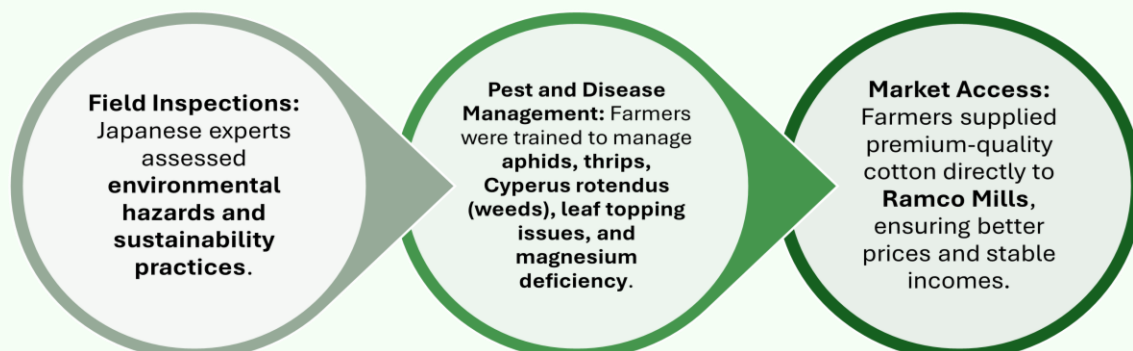 Field Inspections:
Japanese experts
assessed
environmental
hazards and
sustainability
practices.
Pest and Disease
Management: Farmers
were trained to manage
aphids, thrips,
Cyperus rotendus
(weeds), leaf topping
issues, and
magnesium
deficiency.
Market Access:
Farmers supplied
premium-quality
cotton directly to
Ramco Mills,
ensuring better
prices and stable
incomes.